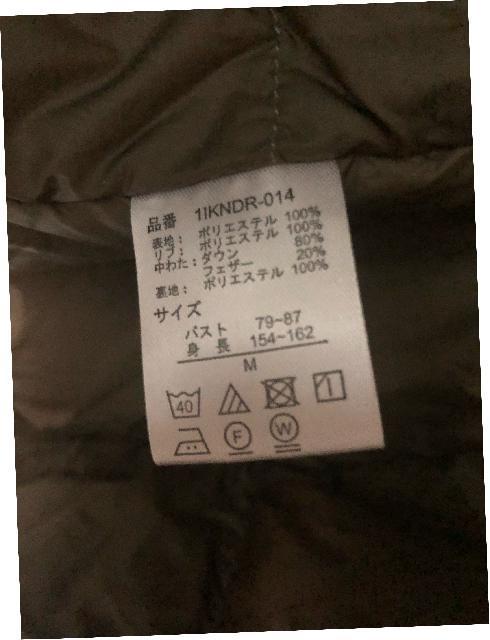 品番 1IKNDR-014
表地: ポリエステル 100%
リブ: ポリエステル 100%
中わた: ダウン 80%
フェザー 20%
裏地: ポリエステル 100%
サイズ
バスト 79~87
身長 154~162
M
40
F W